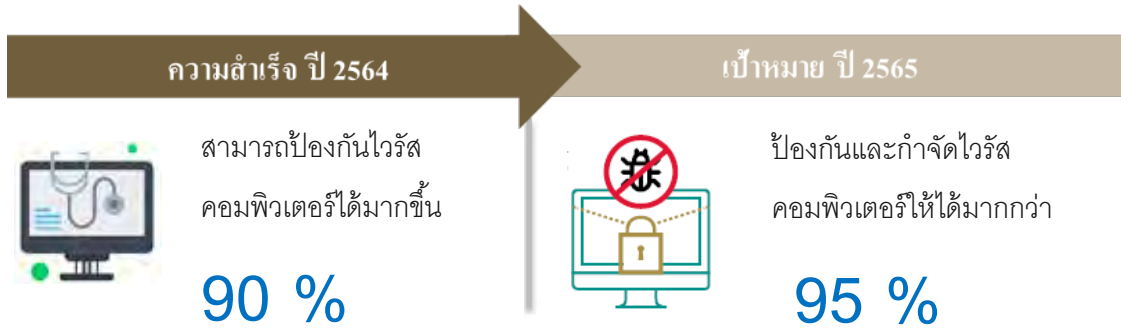 ความสำเร็จ ปี 2564
สามารถป้องกันไวรัส
คอมพิวเตอร์ได้มากขึ้น
90 %
เป้าหมาย ปี 2565
ป้องกันและกำจัดไวรัส
คอมพิวเตอร์ให้ได้มากกว่า
95 %